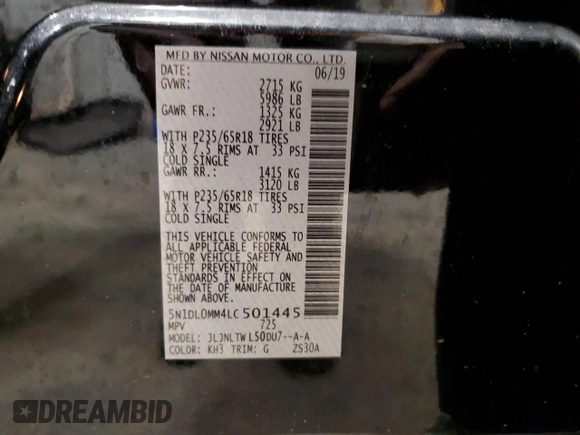 MFD BY NISSAN MOTOR CO., LTD.
DATE: 06/19
GVWR: 2715 KG
5986 LB
GAWR FR.: 1325 KG
2921 LB
WITH P235/65R18 TIRES
18 X 7.5 RIMS AT 33 PSI
COLD SINGLE
GAWR RR.: 1415 KG
3120 LB
WITH P235/65R18 TIRES
18 X 7.5 RIMS AT 33 PSI
COLD SINGLE
THIS VEHICLE CONFORMS TO
ALL APPLICABLE FEDERAL
MOTOR VEHICLE SAFETY AND
THEFT PREVENTION
STANDARDS IN EFFECT ON
THE DATE OF MANUFACTURE
SHOWN ABOVE.
5N1DL0MM4LC501445
MPV 725
MODEL: JLJNLTWL50DU7--A-A
COLOR: KH3 TRIM: G ZS30A
DREAMBID